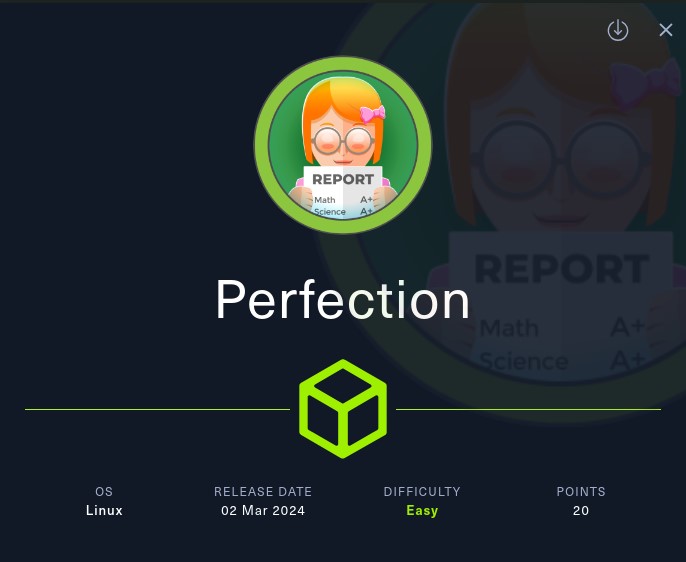 REPORT
Math A+
Science A+
REPORT
Math A+
Science A+
Perfection
OS RELEASE DATE DIFFICULTY POINTS
Linux 02 Mar 2024 Easy 20